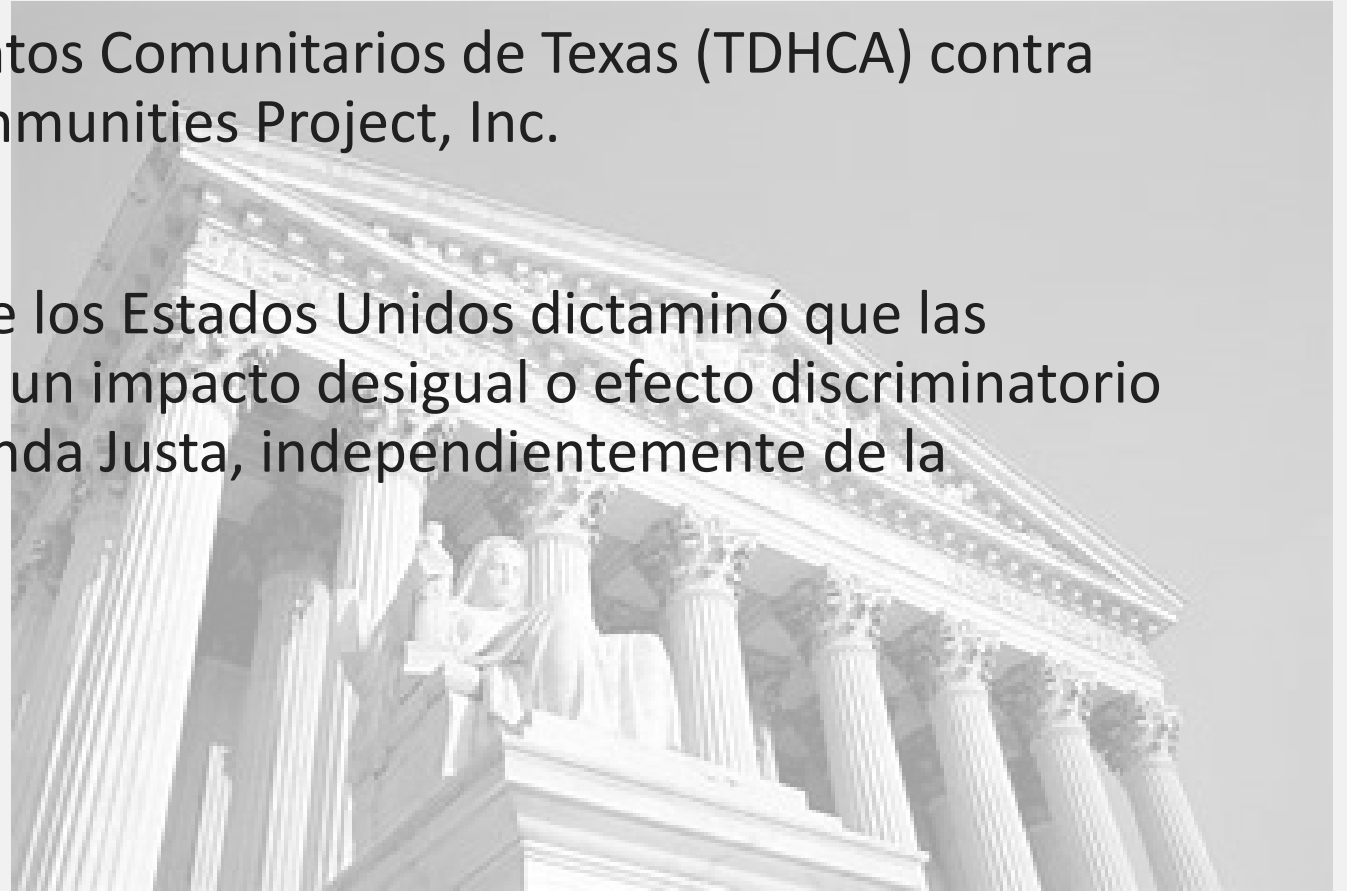 tos Comunitarios de Texas (TDHCA) contra
mmunities Project, Inc.
e los Estados Unidos dictaminó que las
un impacto desigual o efecto discriminatorio
nda Justa, independientemente de la